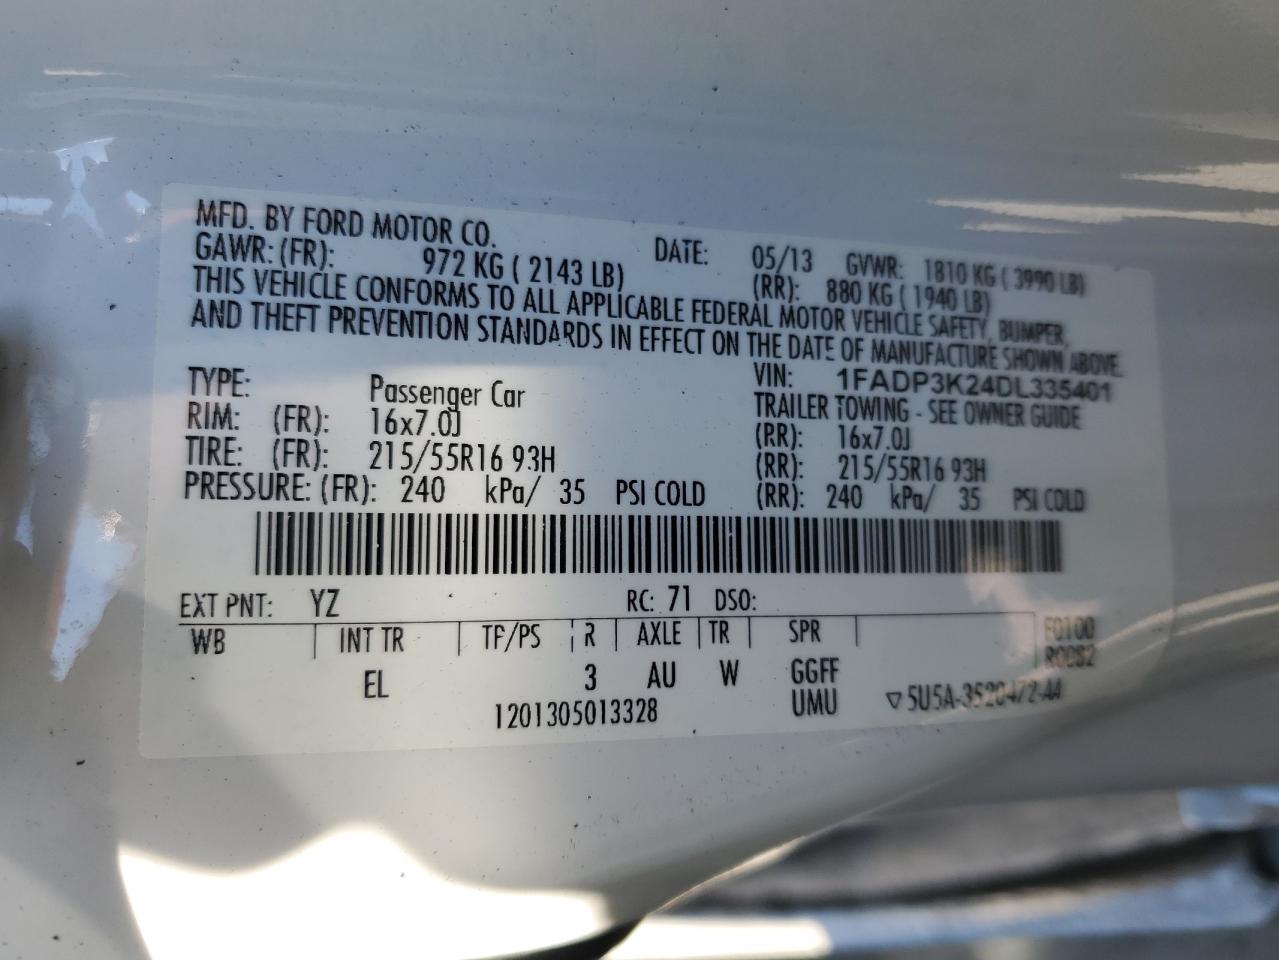 MFD. BY FORD MOTOR CO. DATE: 05/13 GVWR: 1810 KG ( 3990 LB)
GAWR: (FR): 972 KG ( 2143 LB) (RR): 880 KG ( 1940 LB)
THIS VEHICLE CONFORMS TO ALL APPLICABLE FEDERAL MOTOR VEHICLE SAFETY, BUMPER,
AND THEFT PREVENTION STANDARDS IN EFFECT ON THE DATE OF MANUFACTURE SHOWN ABOVE.
VIN: 1FADP3K24DL335401
TYPE: Passenger Car TRAILER TOWING - SEE OWNER GUIDE
RIM: (FR): 16x7.0J (RR): 16x7.0J
TIRE: (FR): 215/55R16 93H (RR): 215/55R16 93H
PRESSURE: (FR): 240 kPa/ 35 PSI COLD (RR): 240 kPa/ 35 PSI COLD
EXT PNT: YZ RC: 71 DSO:
WB INT TR TP/PS R AXLE TR SPR F0100
EL 3 AU W GGFF
1201305013328 UMU ▽5U5A-3520472-AA